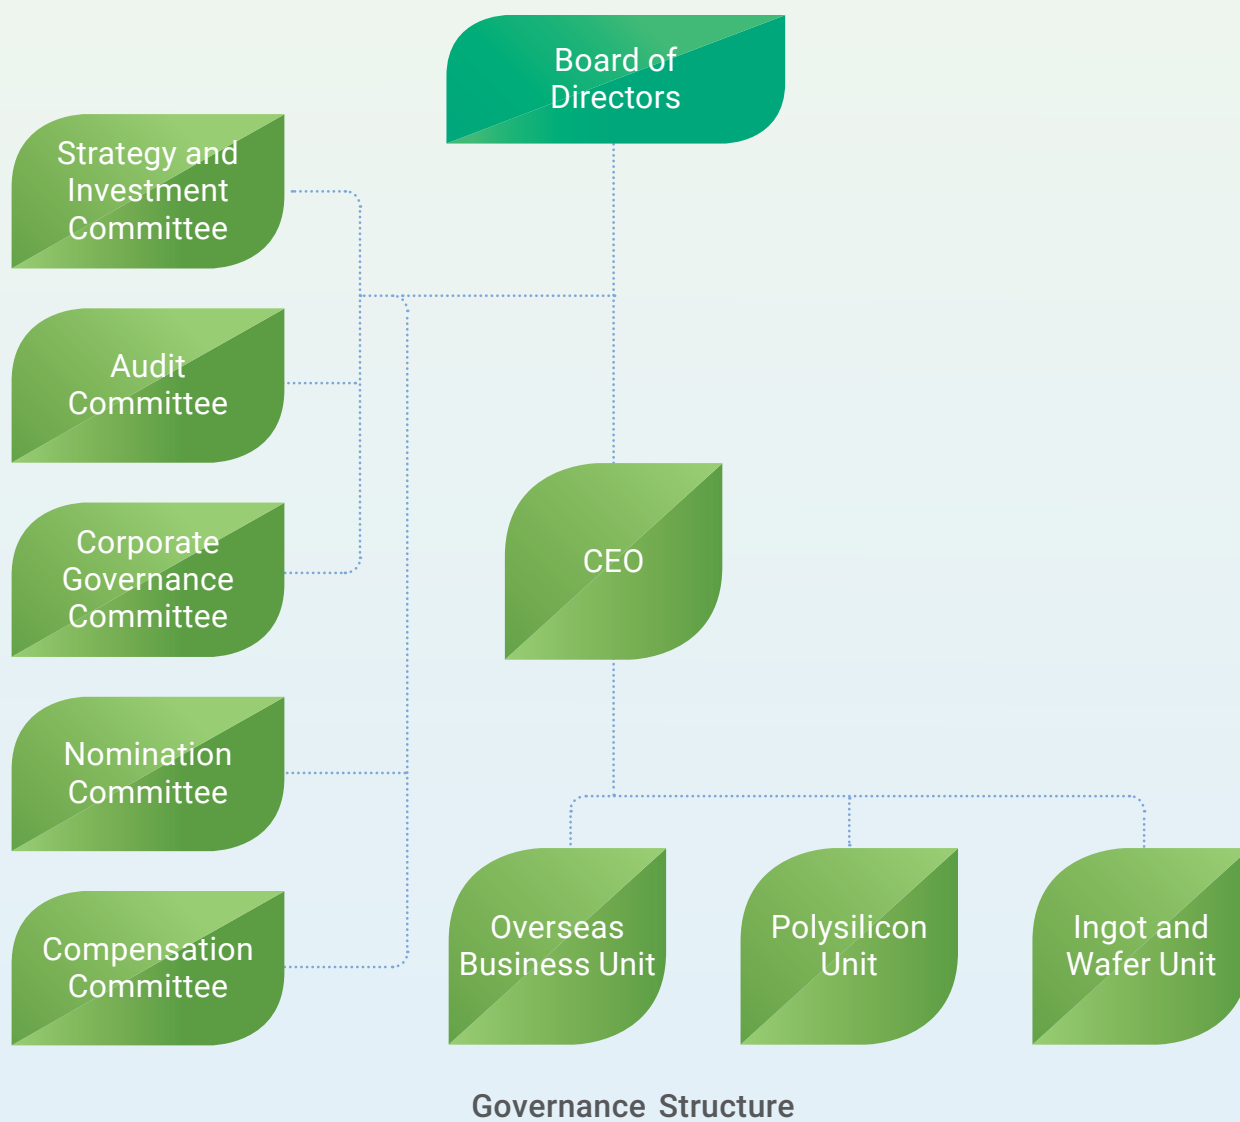 Board of
Directors
Strategy and
Investment
Committee
Audit
Committee
Corporate
Governance
Committee
CEO
Nomination
Committee
Compensation
Committee
Overseas
Business Unit
Polysilicon
Unit
Ingot and
Wafer Unit
Governance Structure